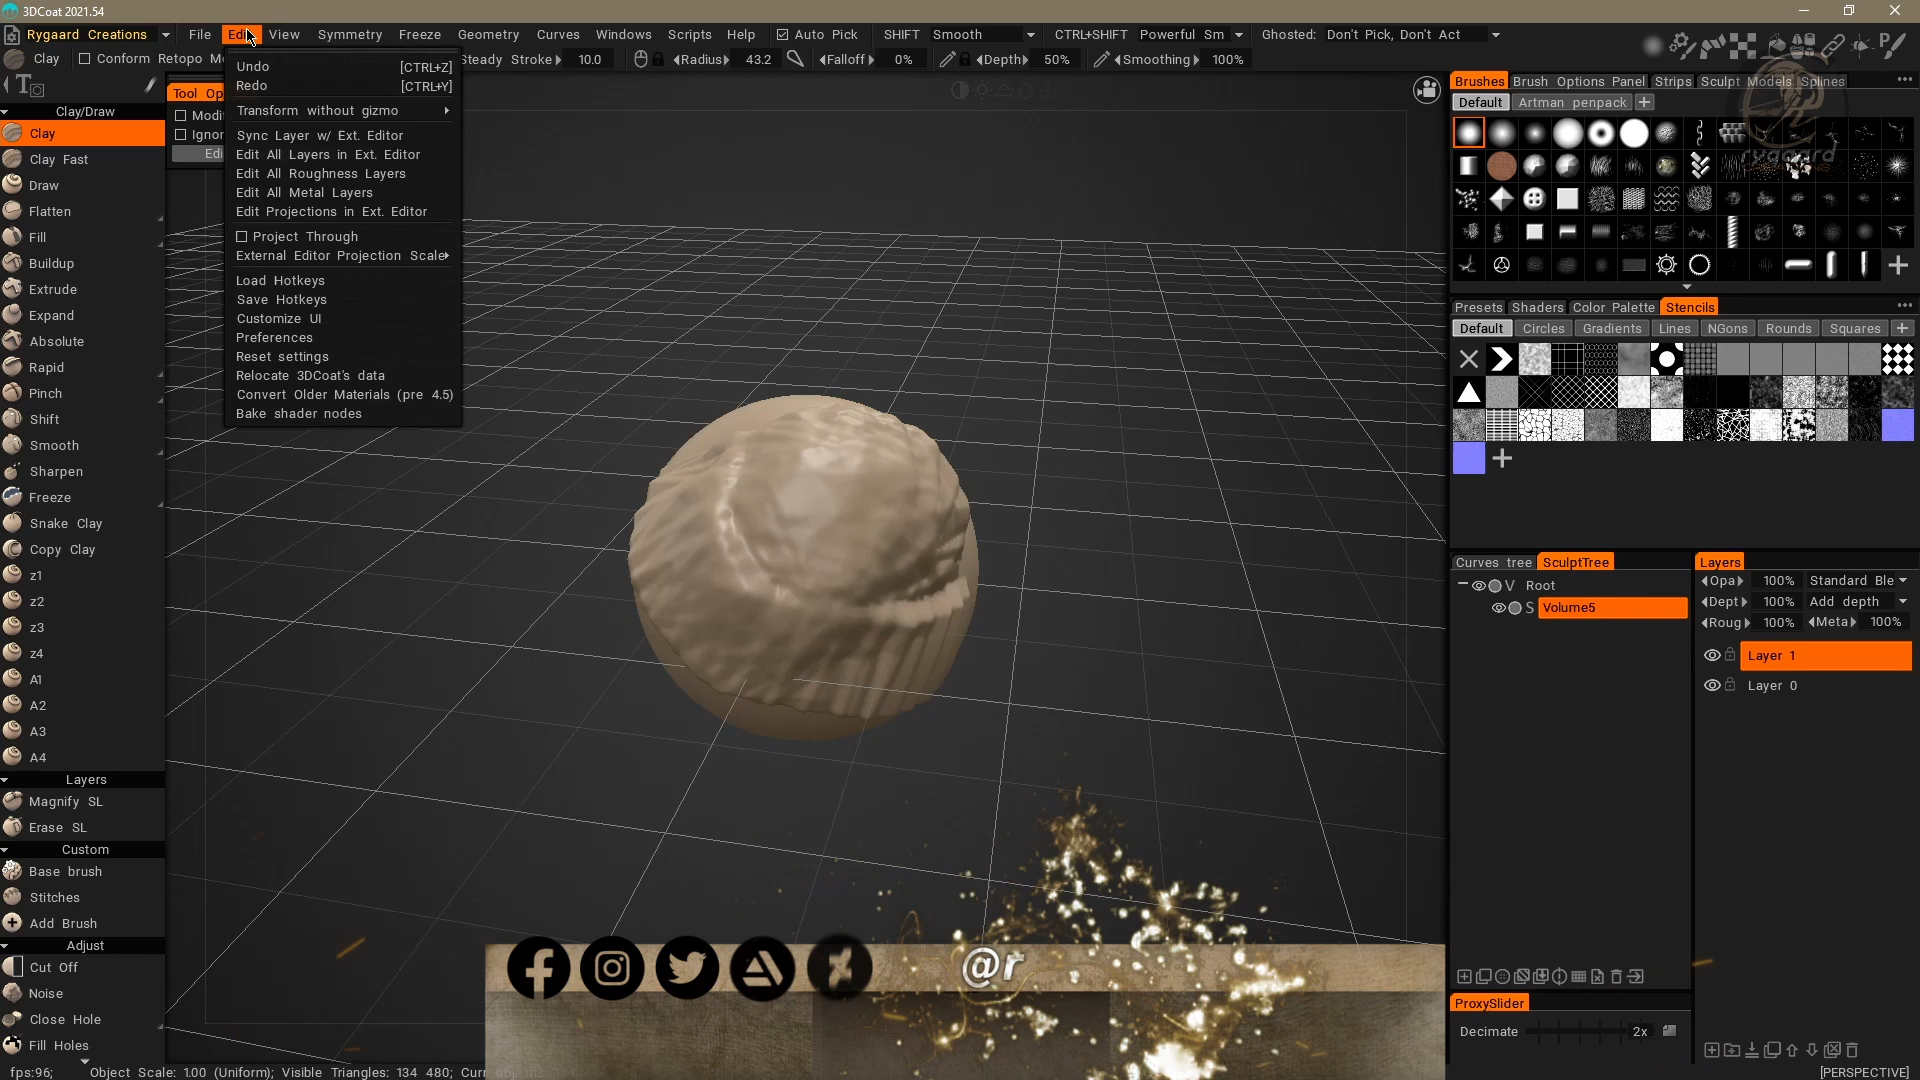 3DCoat 2021.54
Rygaard Creations File Edi View Symmetry Freeze Geometry Curves Windows Scripts Help Auto Pick SHIFT Smooth CTRL+SHIFT Powerful Sm Ghosted: Don't Pick, Don't Act
Clay Conform Retopo M Steady Stroke 10.0 Radius 43.2 Falloff 0% Depth 50% Smoothing 100%
Tool Op
Modi
Ignor
Edi
Undo [CTRL+Z]
Redo [CTRL+Y]
Transform without gizmo
Sync Layer w/ Ext. Editor
Edit All Layers in Ext. Editor
Edit All Roughness Layers
Edit All Metal Layers
Edit Projections in Ext. Editor
Project Through
External Editor Projection Scale
Load Hotkeys
Save Hotkeys
Customize UI
Preferences
Reset settings
Relocate 3DCoat's data
Convert Older Materials (pre 4.5)
Bake shader nodes
Clay/Draw
Clay
Clay Fast
Draw
Flatten
Fill
Buildup
Extrude
Expand
Absolute
Rapid
Pinch
Shift
Smooth
Sharpen
Freeze
Snake Clay
Copy Clay
z1
z2
z3
z4
A1
A2
A3
A4
Layers
Magnify SL
Erase SL
Custom
Base brush
Stitches
Add Brush
Adjust
Cut Off
Noise
Close Hole
Fill Holes
Brushes Brush Options Panel Strips Sculpt Models Splines
Default Artman penpack
rygaard
Presets Shaders Color Palette Stencils
Default Circles Gradients Lines NGons Rounds Squares
Curves tree SculptTree
V Root
S Volume5
Layers
Opa 100% Standard Ble
Dept 100% Add depth
Roug 100% Meta 100%
Layer 1
Layer 0
ProxySlider
Decimate 2x
@r
fps:96; Object Scale: 1.00 (Uniform); Visible Triangles: 134 480; Curr
[PERSPECTIVE]